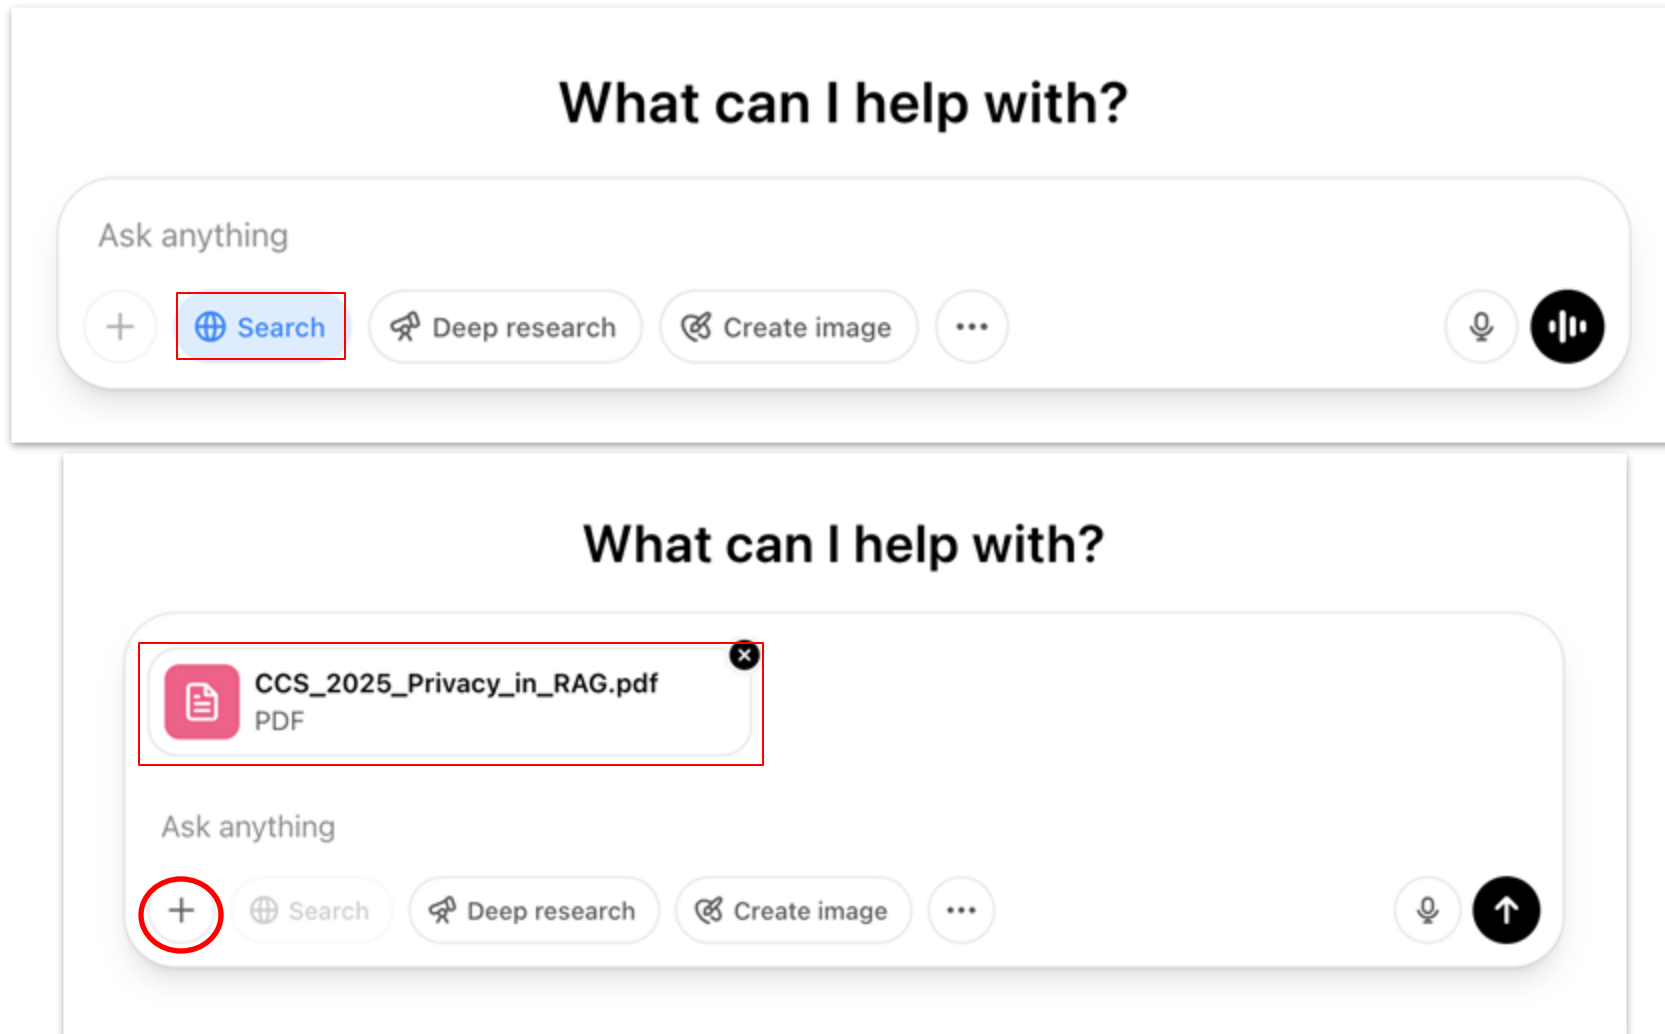 What can I help with?
Ask anything
Search Deep research Create image
What can I help with?
CCS_2025_Privacy_in_RAG.pdf
PDF
Ask anything
Search Deep research Create image